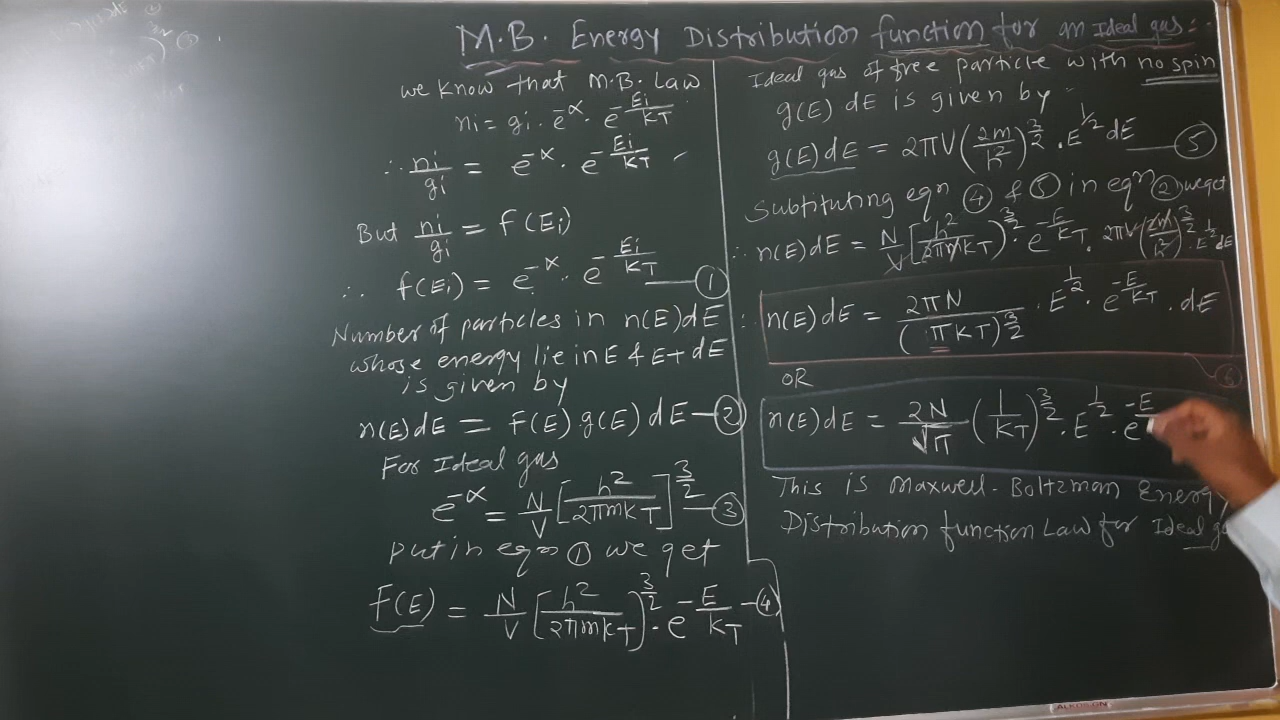 M.B. Energy Distribution function for an Ideal gas:-
we know that M.B. Law
ni = gi . e^-α . e^-Ei/KT
∴ ni/gi = e^-α . e^-Ei/KT
But ni/gi = f(Ei)
∴ f(Ei) = e^-α . e^-Ei/KT —①
Number of particles in n(E)dE
whose energy lie in E & E+dE
is given by
n(E)dE = f(E) g(E) dE —②
For Ideal gas
e^-α = N/V [h²/2πmkT]^3/2 —③
put in eqn ① we get
F(E) = N/V [h²/2πmkT]^3/2 . e^-E/KT —④
Ideal gas of free particle with no spin
g(E) dE is given by
g(E)dE = 2πV(2m/h²)^3/2 . E^1/2 dE —⑤
Subtituting eqn ④ & ⑤ in eqn ② we get
∴ n(E)dE = N/V [h²/2πmKT)^3/2 . e^-E/KT . 2πV(2m/h²)^3/2 . E^1/2 dE
∴ n(E)dE = 2πN/(πKT)^3/2 . E^1/2 . e^-E/KT . dE
⑥
OR
n(E)dE = 2N/√π (1/KT)^3/2 . E^1/2 . e^-E
This is Maxwell-Boltzman Energy
Distribution function Law for Ideal ga
ALKOSIGN